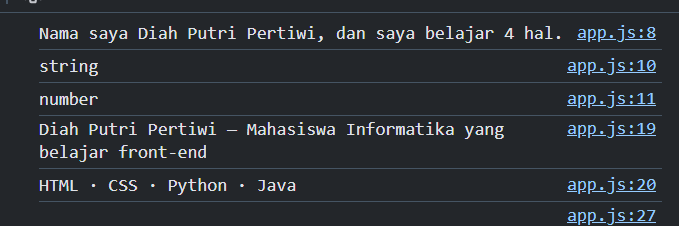 Nama saya Diah Putri Pertiwi, dan saya belajar 4 hal. app.js:8
string app.js:10
number app.js:11
Diah Putri Pertiwi — Mahasiswa Informatika yang app.js:19
belajar front-end
HTML · CSS · Python · Java app.js:20
app.js:27